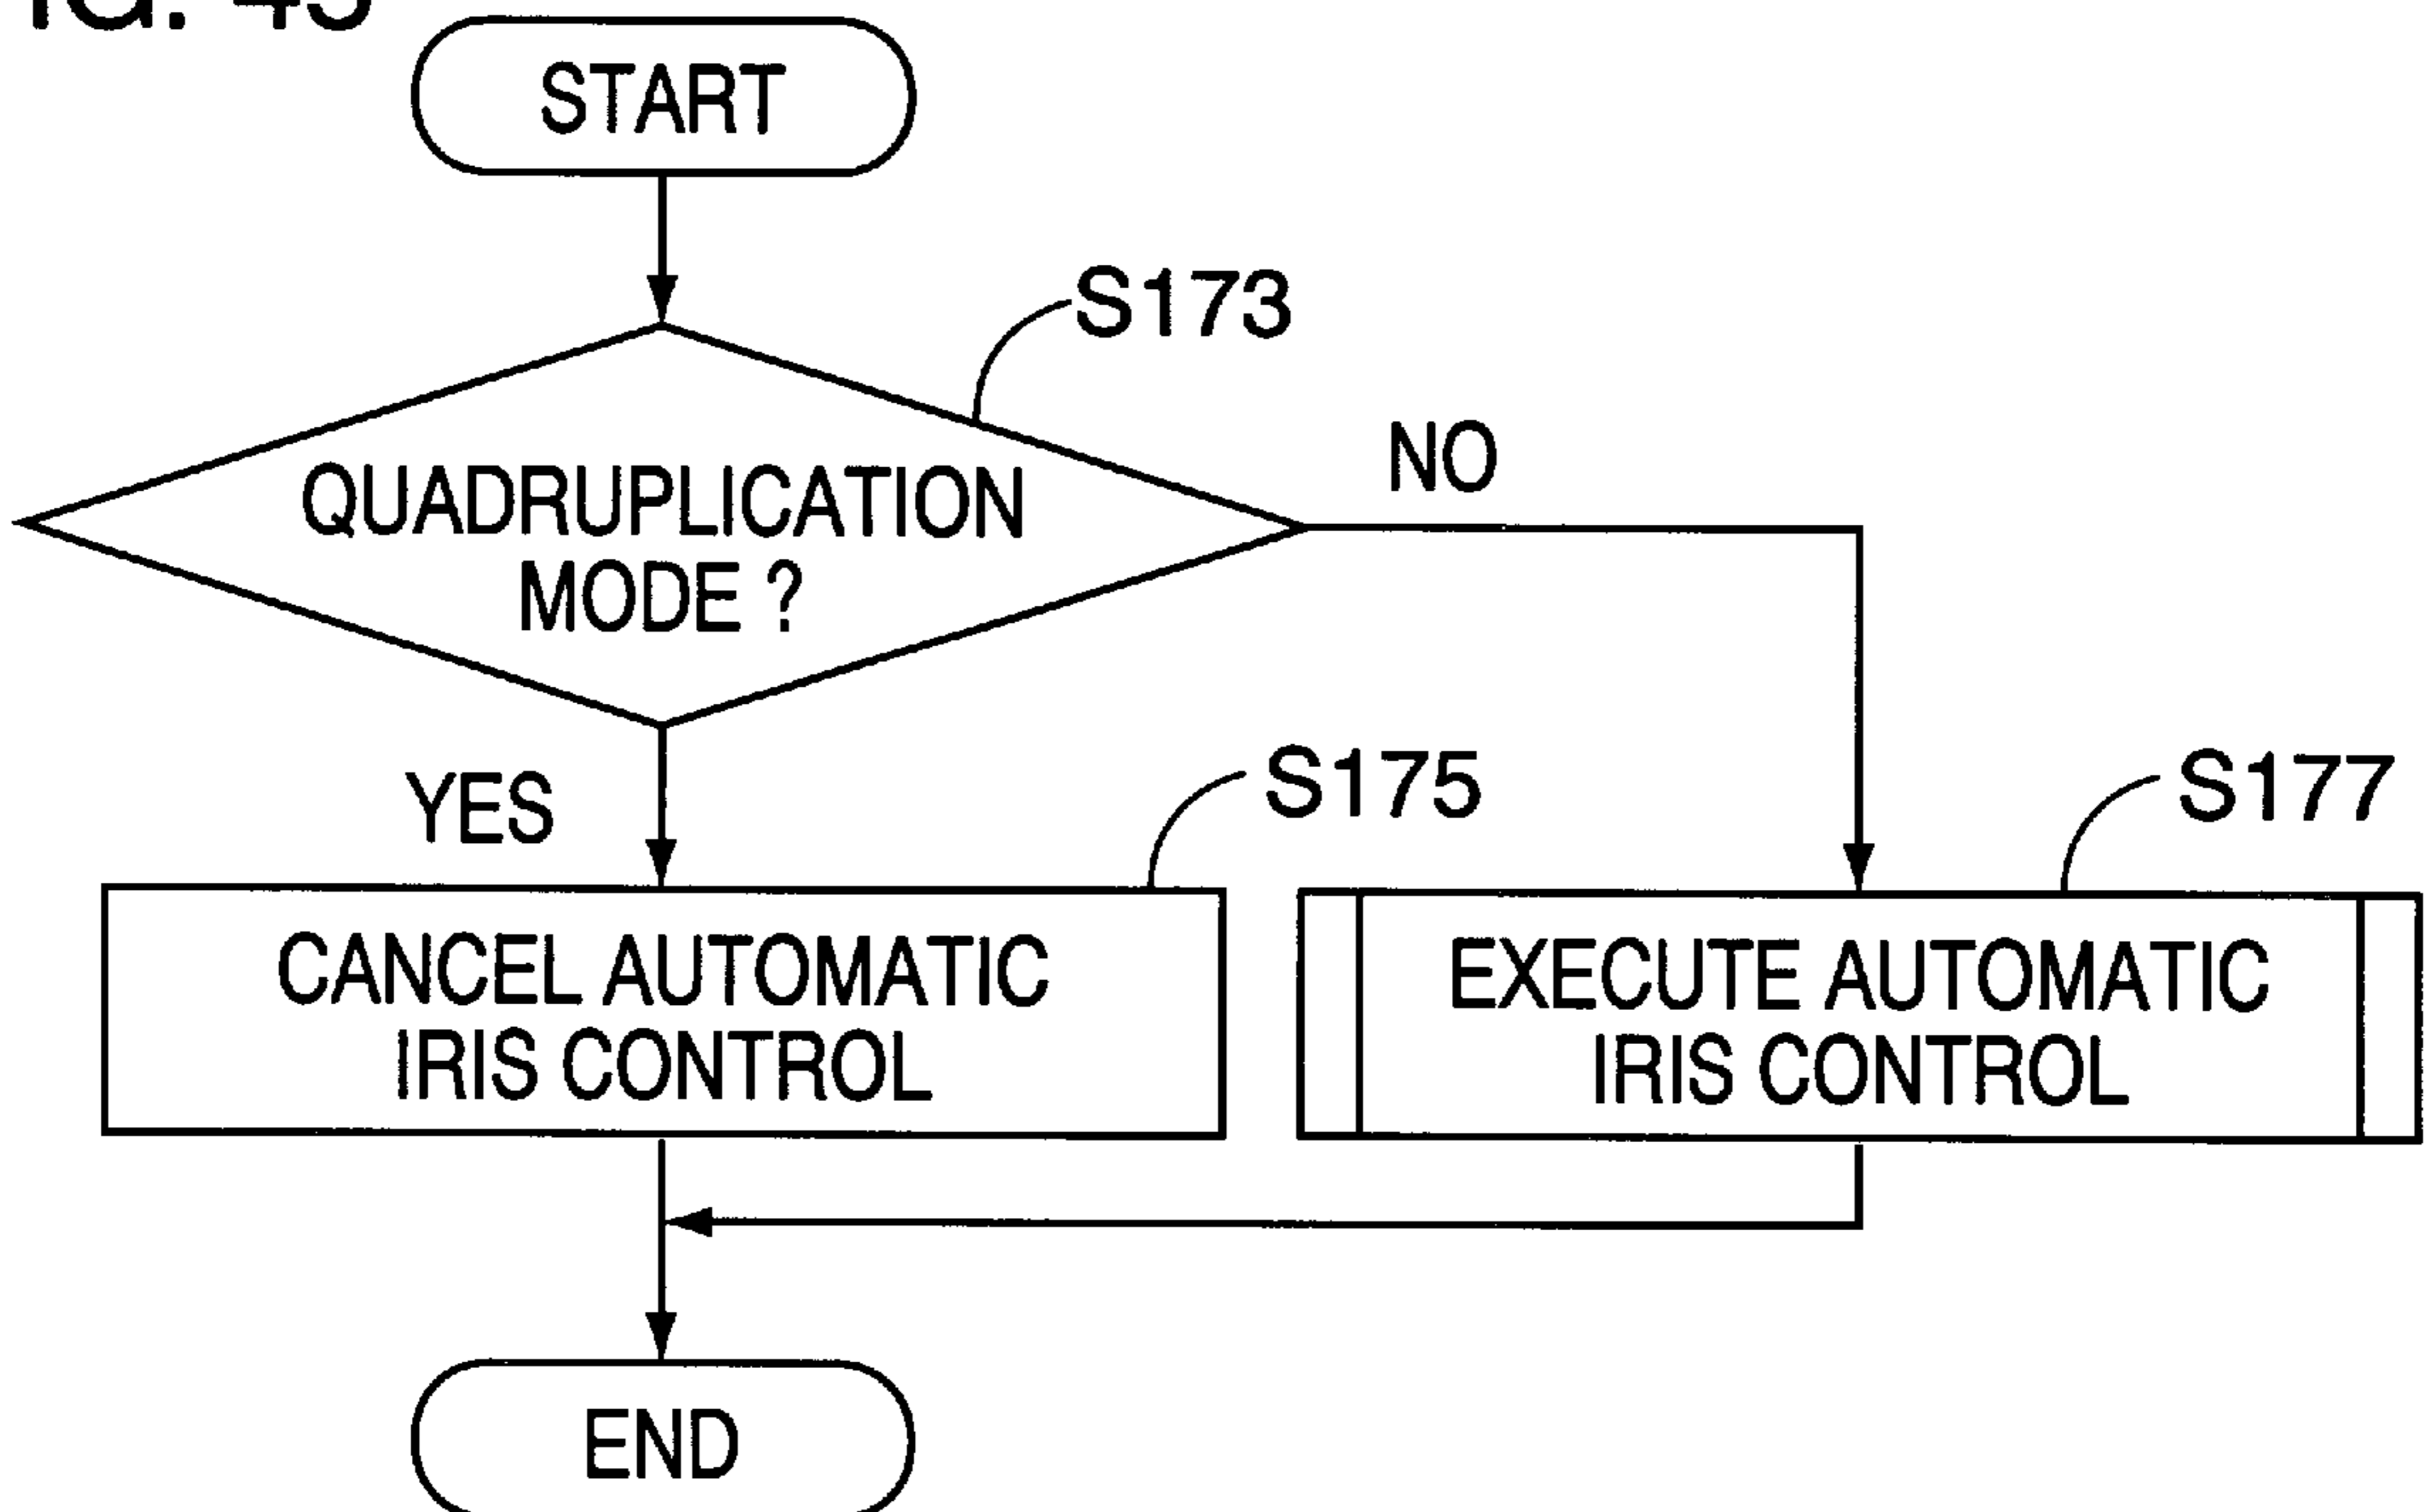 START
S173
QUADRUPLICATION
MODE ?
NO
YES
S175
S177
CANCEL AUTOMATIC
IRIS CONTROL
EXECUTE AUTOMATIC
IRIS CONTROL
END